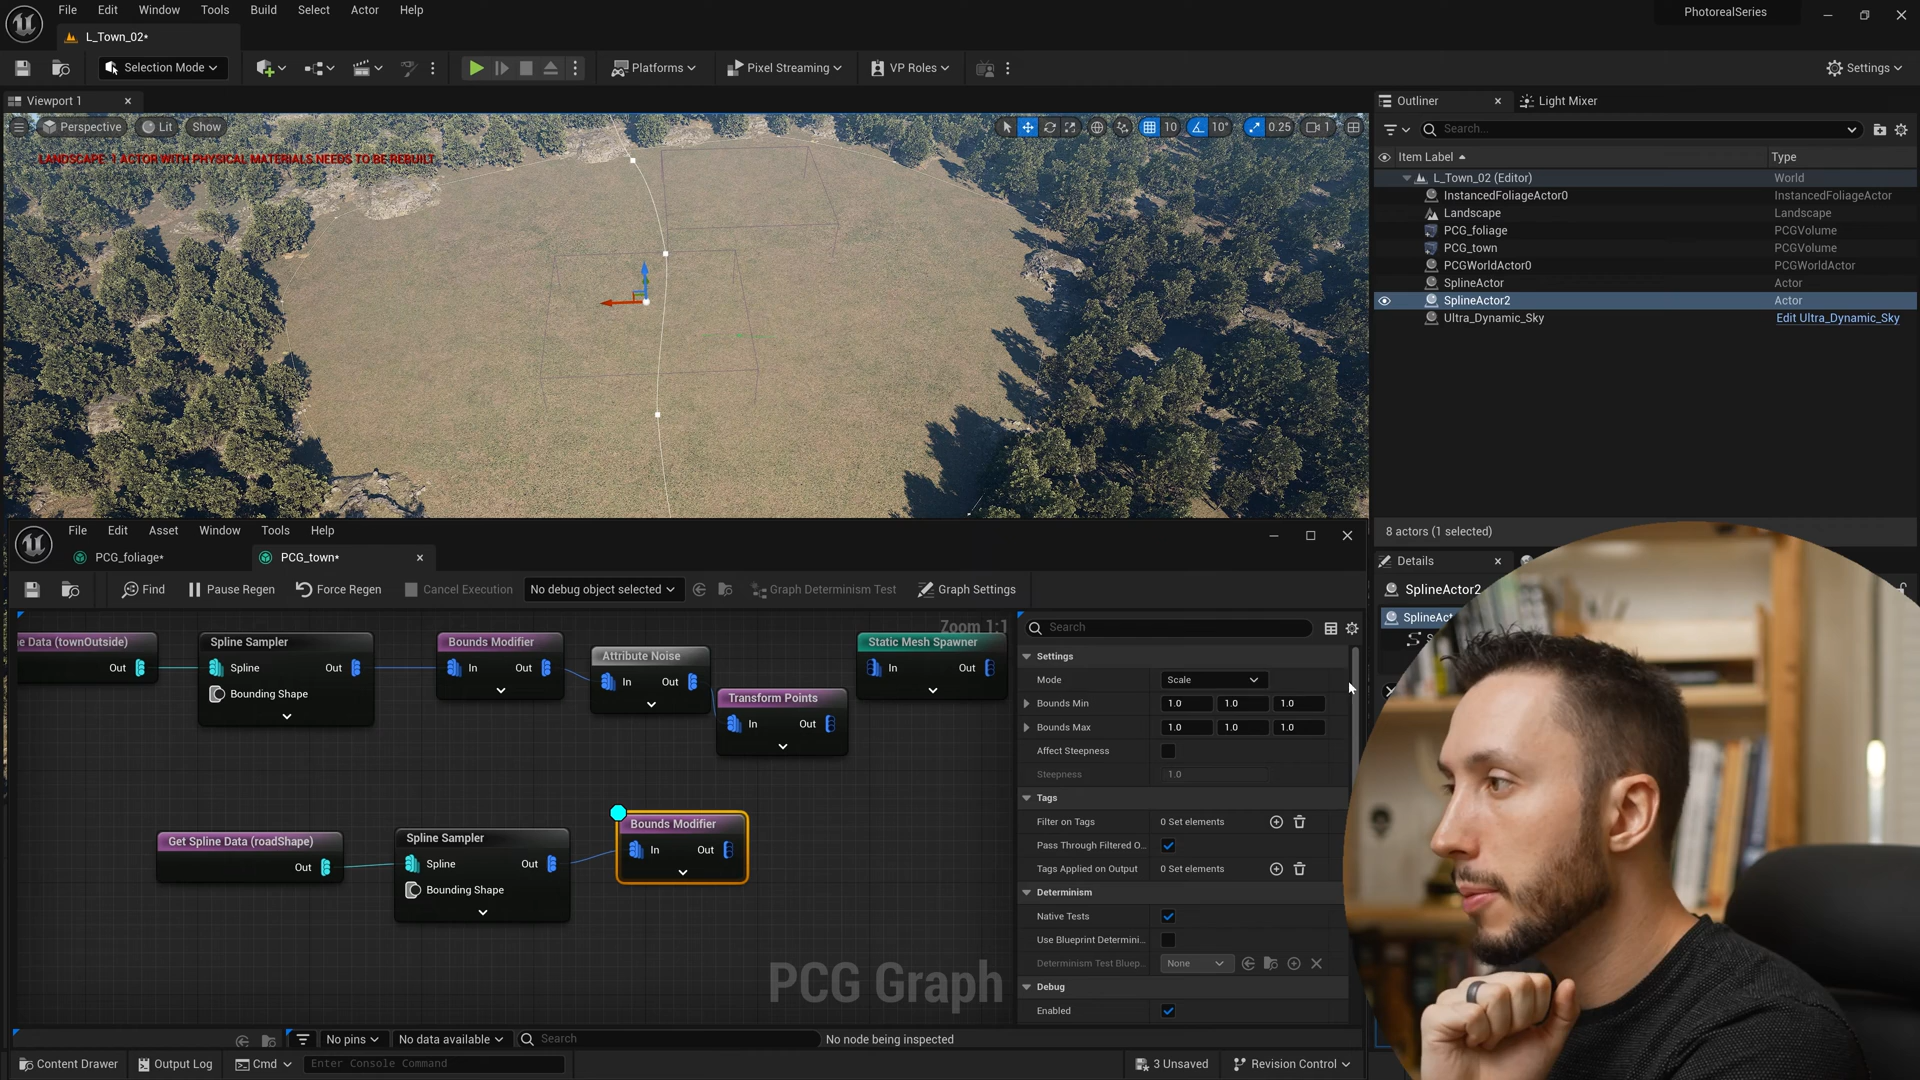 File Edit Window Tools Build Select Actor Help
PhotorealSeries
L_Town_02*
Selection Mode
Platforms
Pixel Streaming
VP Roles
Settings
Viewport 1
Perspective
Lit
Show
10
10°
0.25
1
LANDSCAPE: 1 ACTOR WITH PHYSICAL MATERIALS NEEDS TO BE REBUILT
Outliner
Light Mixer
Search...
Item Label
Type
L_Town_02 (Editor) World
InstancedFoliageActor0 InstancedFoliageActor
Landscape Landscape
PCG_foliage PCGVolume
PCG_town PCGVolume
PCGWorldActor0 PCGWorldActor
SplineActor Actor
SplineActor2 Actor
Ultra_Dynamic_Sky Edit Ultra_Dynamic_Sky
8 actors (1 selected)
Details
SplineActor2
SplineAct
File Edit Asset Window Tools Help
PCG_foliage*
PCG_town*
Find
Pause Regen
Force Regen
Cancel Execution
No debug object selected
Graph Determinism Test
Graph Settings
Zoom 1:1
e Data (townOutside)
Out
Spline Sampler
Spline Out
Bounding Shape
Bounds Modifier
In Out
Attribute Noise
In Out
Transform Points
In Out
Static Mesh Spawner
In Out
Get Spline Data (roadShape)
Out
Spline Sampler
Spline Out
Bounding Shape
Bounds Modifier
In Out
PCG Graph
Search
Settings
Mode Scale
Bounds Min 1.0 1.0 1.0
Bounds Max 1.0 1.0 1.0
Affect Steepness
Steepness 1.0
Tags
Filter on Tags 0 Set elements
Pass Through Filtered O...
Tags Applied on Output 0 Set elements
Determinism
Native Tests
Use Blueprint Determini...
Determinism Test Bluep... None
Debug
Enabled
No pins
No data available
Search
No node being inspected
Content Drawer
Output Log
Cmd
Enter Console Command
3 Unsaved
Revision Control